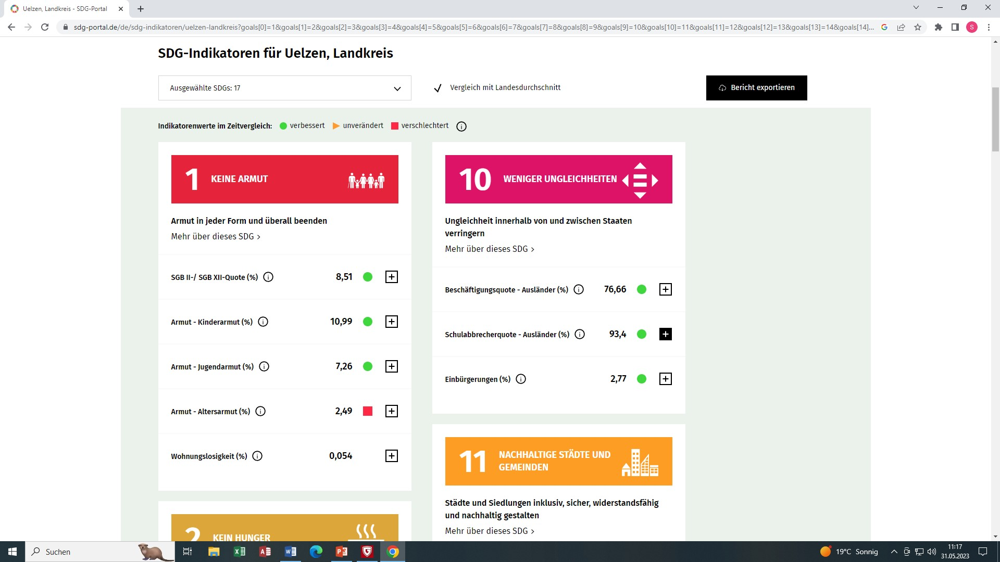 Uelzen, Landkreis - SDG-Portal
sdg-portal.de/de/sdg-indikatoren/uelzen-landkreis?goals[0]=1&goals[1]=2&goals[2]=3&goals[3]=4&goals[4]=5&goals[5]=6&goals[6]=7&goals[7]=8&goals[8]=9&goals[9]=10&goals[10]=11&goals[11]=12&goals[12]=13&goals[13]=14&goals[14]...
S
SDG-Indikatoren für Uelzen, Landkreis
Ausgewählte SDGs: 17
Vergleich mit Landesdurchschnitt
Bericht exportieren
Indikatorenwerte im Zeitvergleich: verbessert unverändert verschlechtert
1 KEINE ARMUT
Armut in jeder Form und überall beenden
Mehr über dieses SDG >
SGB II-/ SGB XII-Quote (%) 8,51
Armut - Kinderarmut (%) 10,99
Armut - Jugendarmut (%) 7,26
Armut - Altersarmut (%) 2,49
Wohnungslosigkeit (%) 0,054
2 KEIN HUNGER
10 WENIGER UNGLEICHHEITEN
Ungleichheit innerhalb von und zwischen Staaten
verringern
Mehr über dieses SDG >
Beschäftigungsquote - Ausländer (%) 76,66
Schulabbrecherquote - Ausländer (%) 93,4
Einbürgerungen (%) 2,77
11 NACHHALTIGE STÄDTE UND
GEMEINDEN
Städte und Siedlungen inklusiv, sicher, widerstandsfähig
und nachhaltig gestalten
Mehr über dieses SDG >
Suchen
19°C Sonnig
11:17
31.05.2023